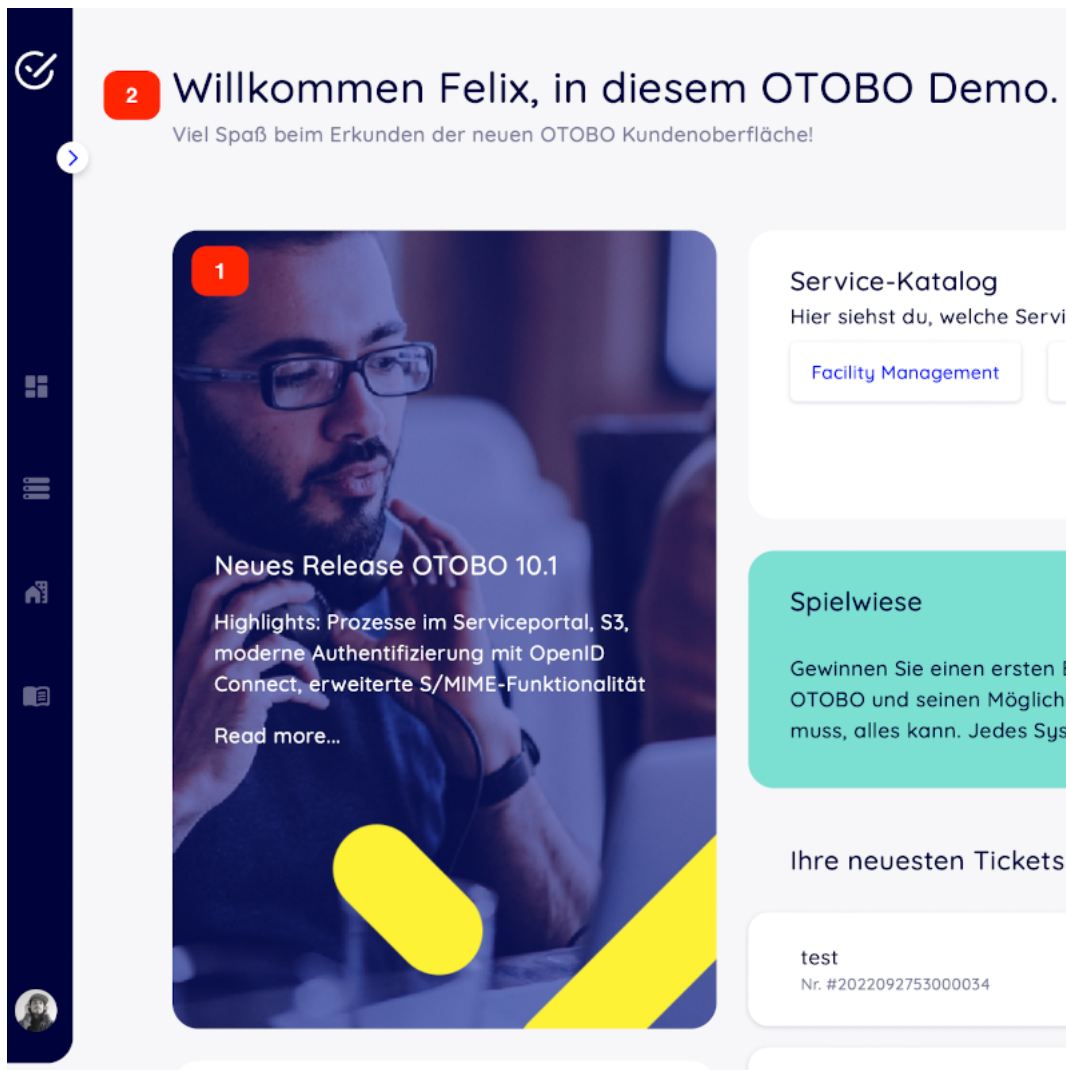 2
Willkommen Felix, in diesem OTOBO Demo.
Viel Spaß beim Erkunden der neuen OTOBO Kundenoberfläche!
1
Neues Release OTOBO 10.1
Highlights: Prozesse im Serviceportal, S3,
moderne Authentifizierung mit OpenID
Connect, erweiterte S/MIME-Funktionalität
Read more...
Service-Katalog
Hier siehst du, welche Servi
Facility Management
Spielwiese
Gewinnen Sie einen ersten
OTOBO und seinen Möglich
muss, alles kann. Jedes Sys
Ihre neuesten Tickets
test
Nr. #2022092753000034